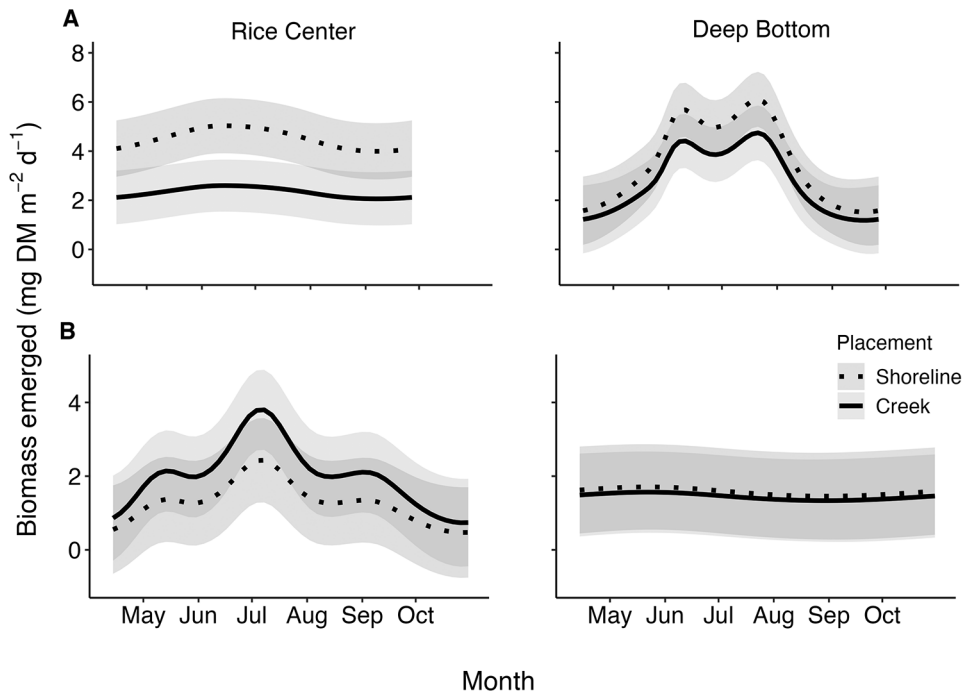 A
Rice Center
Deep Bottom
8
6
4
2
0
Biomass emerged (mg DM m⁻² d⁻¹)
B
Placement
Shoreline
Creek
4
2
0
May Jun Jul Aug Sep Oct
May Jun Jul Aug Sep Oct
Month